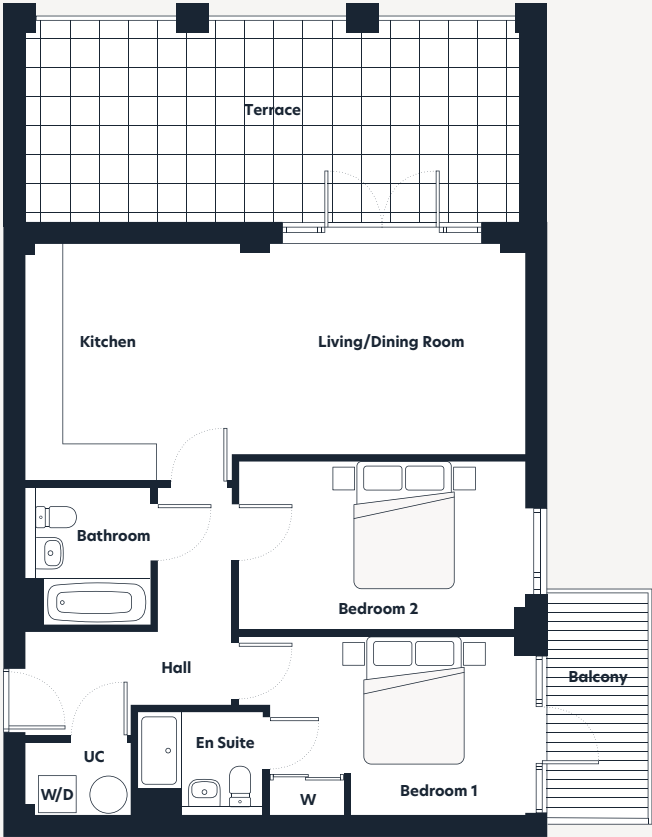 Terrace
Kitchen
Living/Dining Room
Bathroom
Bedroom 2
Hall
Balcony
En Suite
UC
W/D
W
Bedroom 1